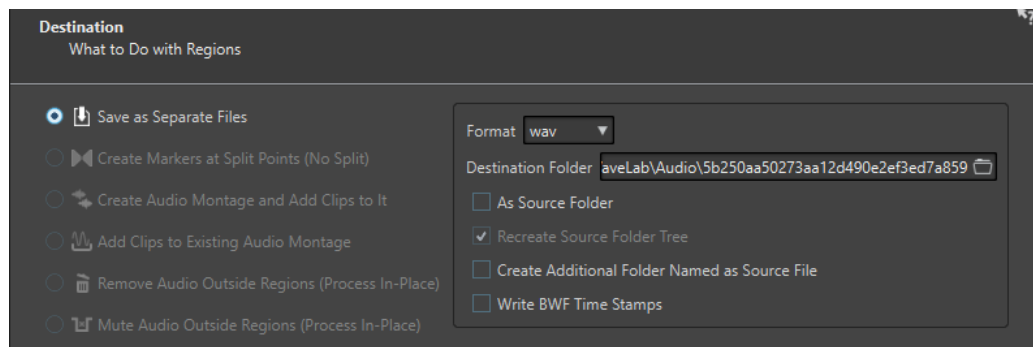 Destination
What to Do with Regions
Save as Separate Files
Create Markers at Split Points (No Split)
Create Audio Montage and Add Clips to It
Add Clips to Existing Audio Montage
Remove Audio Outside Regions (Process In-Place)
Mute Audio Outside Regions (Process In-Place)
Format wav
Destination Folder aveLab\Audio\5b250aa50273aa12d490e2ef3ed7a859
As Source Folder
Recreate Source Folder Tree
Create Additional Folder Named as Source File
Write BWF Time Stamps